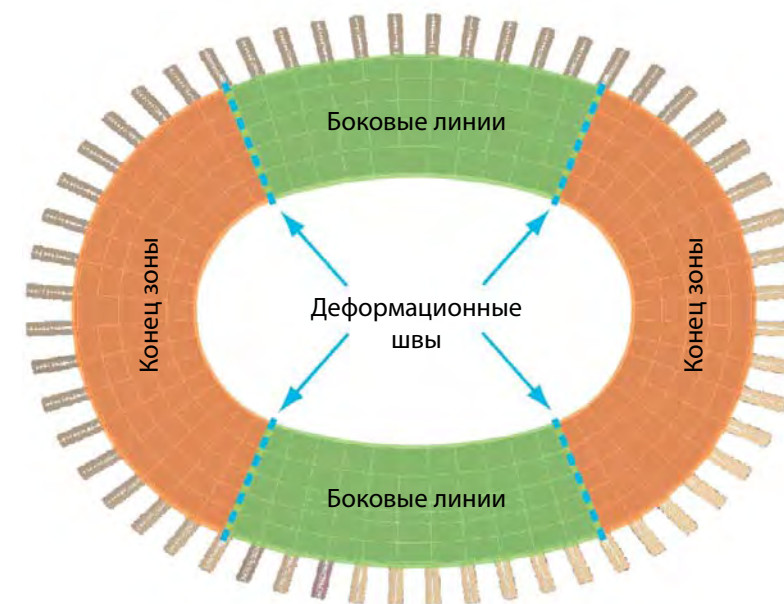 Боковые линии
Конец зоны
Деформационные
швы
Конец зоны
Боковые линии